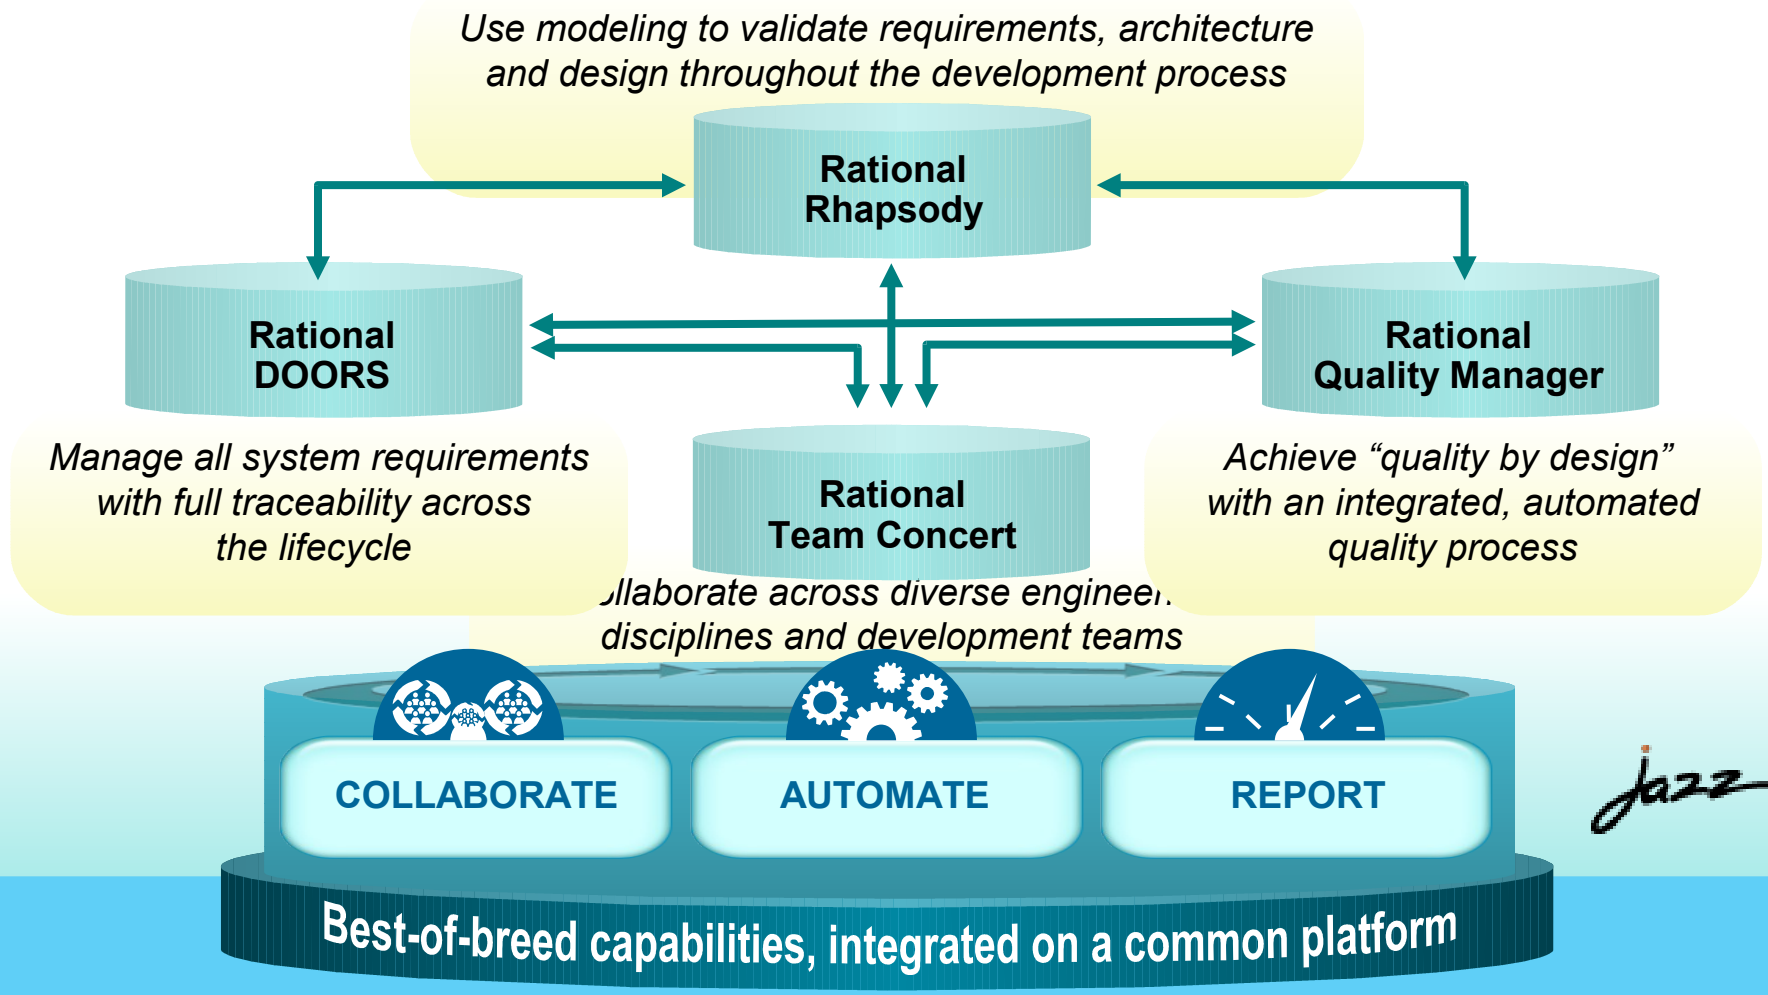 Use modeling to validate requirements, architecture
and design throughout the development process
Rational
Rhapsody
Rational
DOORS
Rational
Quality Manager
Manage all system requirements
with full traceability across
the lifecycle
Rational
Team Concert
Achieve “quality by design”
with an integrated, automated
quality process
across diverse
disciplines and development teams
COLLABORATE
AUTOMATE
REPORT
jazz
Best-of-breed capabilities, integrated on a common platform